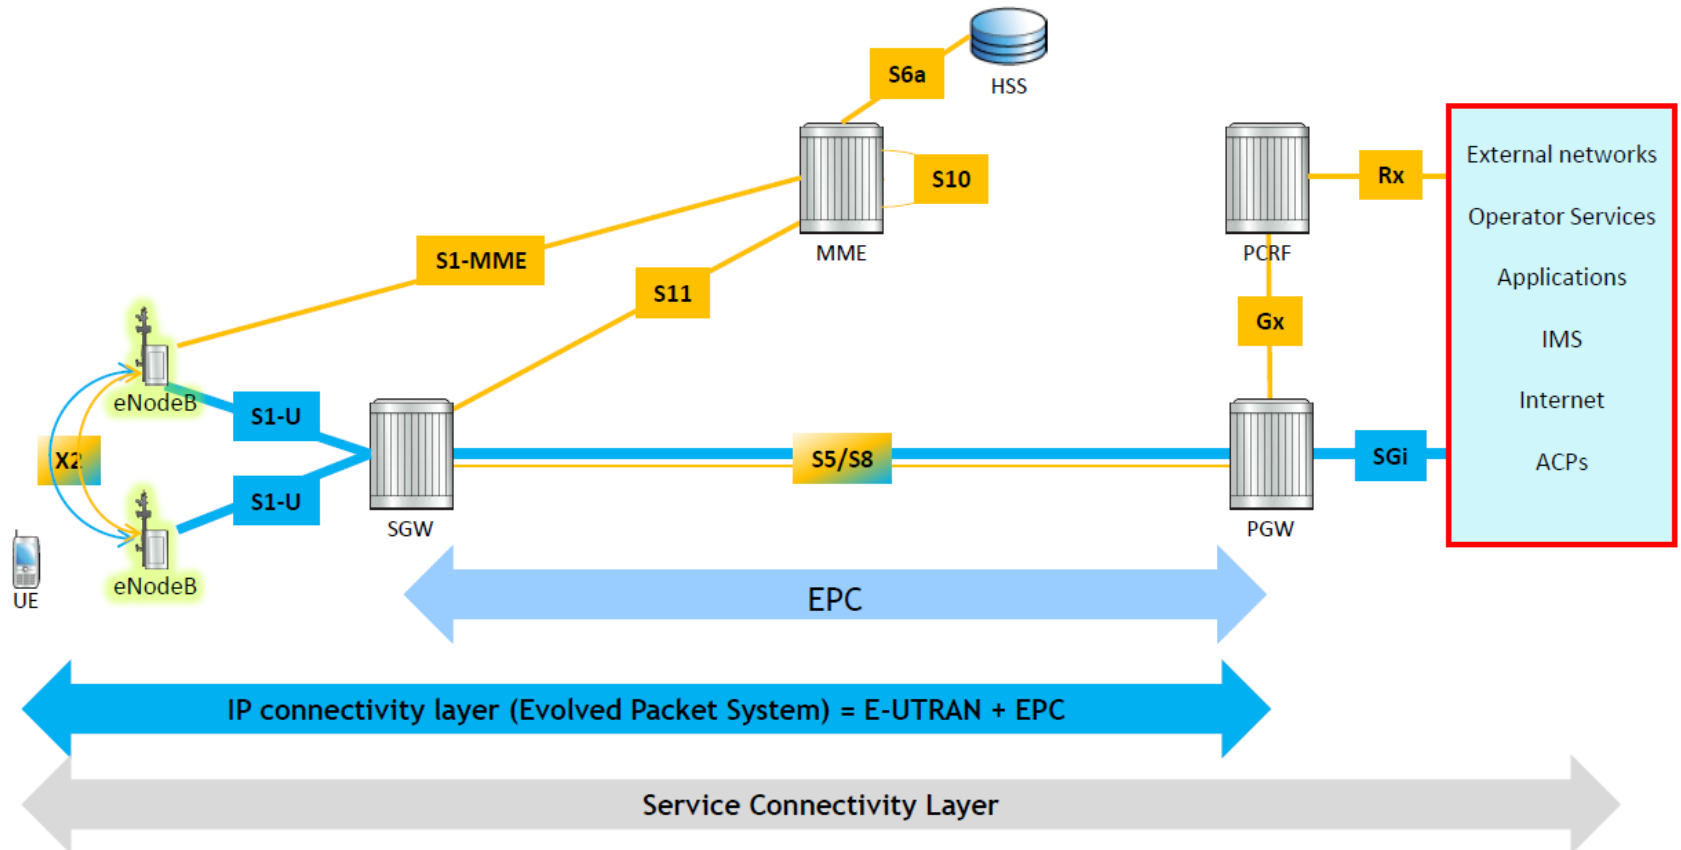 S6a
HSS
S10
MME
PCRF
Rx
External networks
Operator Services
Applications
IMS
Internet
ACPs
S1-MME
S11
Gx
eNodeB
S1-U
X2
S1-U
S5/S8
SGi
SGW
PGW
eNodeB
UE
EPC
IP connectivity layer (Evolved Packet System) = E-UTRAN + EPC
Service Connectivity Layer